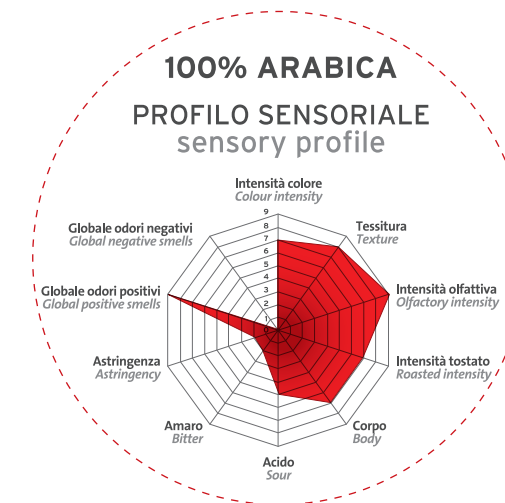 100% ARABICA
PROFILO SENSORIALE
sensory profile
Intensità colore
Colour intensity
9
8
7
6
5
4
3
2
1
0
Tessitura
Texture
Globale odori negativi
Global negative smells
Globale odori positivi
Global positive smells
Intensità olfattiva
Olfactory intensity
Astringenza
Astringency
Intensità tostato
Roasted intensity
Amaro
Bitter
Corpo
Body
Acido
Sour